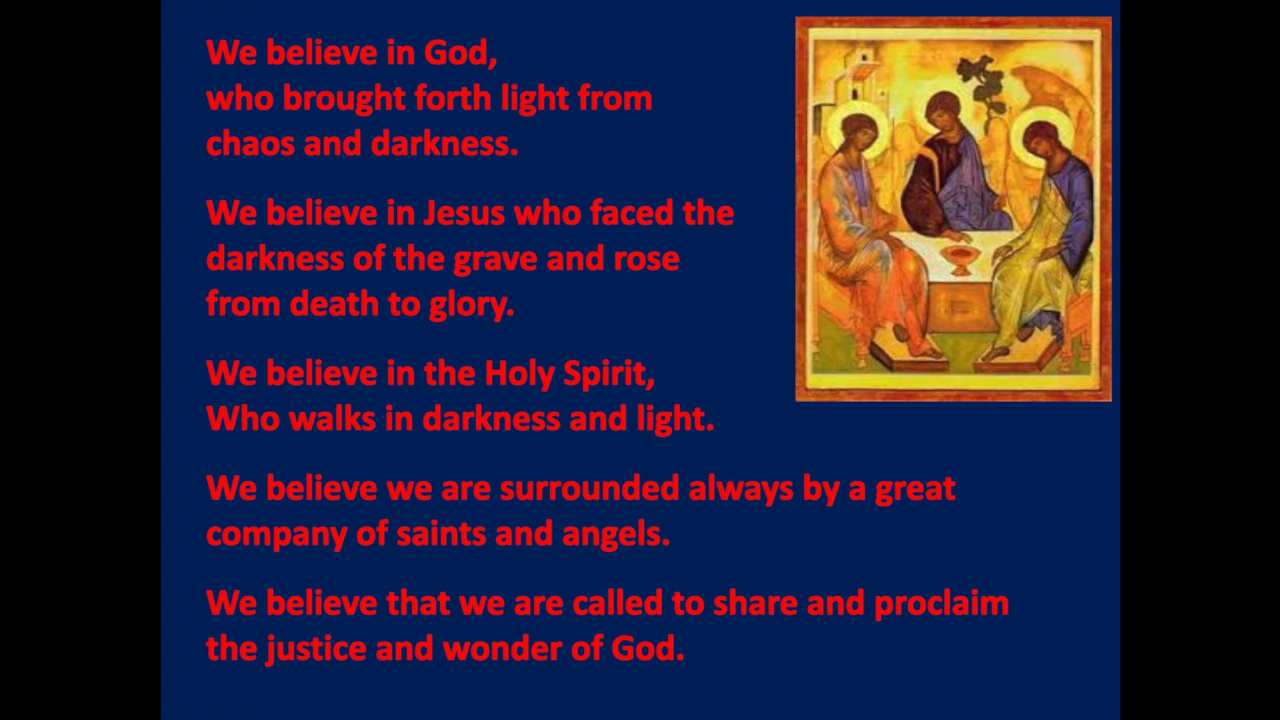 We believe in God,
who brought forth light from
chaos and darkness.
We believe in Jesus who faced the
darkness of the grave and rose
from death to glory.
We believe in the Holy Spirit,
Who walks in darkness and light.
We believe we are surrounded always by a great
company of saints and angels.
We believe that we are called to share and proclaim
the justice and wonder of God.